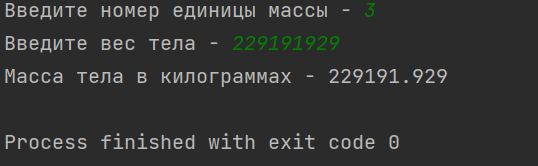 Введите номер единицы массы - 3
Введите вес тела - 229191929
Масса тела в килограммах - 229191.929
Process finished with exit code 0